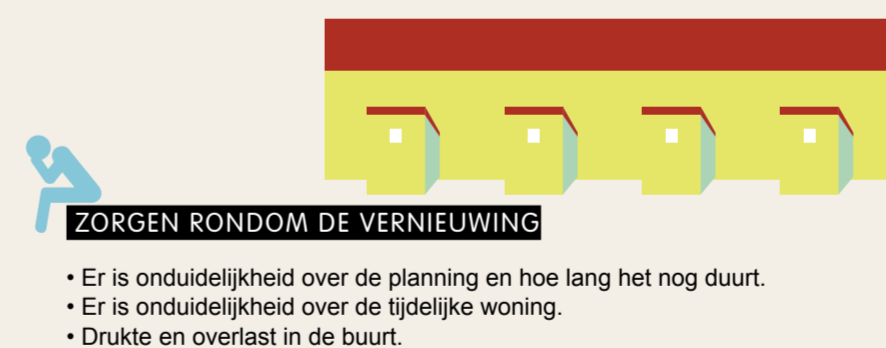 ZORGEN RONDOM DE VERNIEUWING
• Er is onduidelijkheid over de planning en hoe lang het nog duurt.
• Er is onduidelijkheid over de tijdelijke woning.
• Drukte en overlast in de buurt.